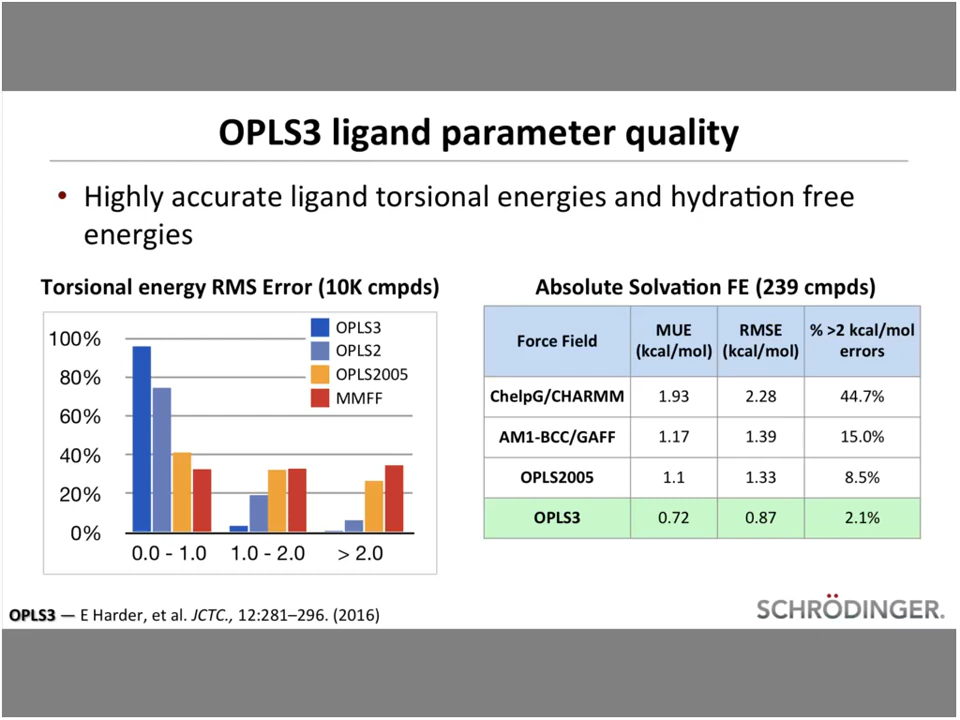 OPLS3 ligand parameter quality
• Highly accurate ligand torsional energies and hydration free
energies
Torsional energy RMS Error (10K cmpds)
100%
80%
60%
40%
20%
0%
OPLS3
OPLS2
OPLS2005
MMFF
0.0 - 1.0 1.0 - 2.0 > 2.0
Absolute Solvation FE (239 cmpds)
Force Field MUE (kcal/mol) RMSE (kcal/mol) % >2 kcal/mol errors
ChelpG/CHARMM 1.93 2.28 44.7%
AM1-BCC/GAFF 1.17 1.39 15.0%
OPLS2005 1.1 1.33 8.5%
OPLS3 0.72 0.87 2.1%
OPLS3 — E Harder, et al. JCTC., 12:281–296. (2016)
SCHRÖDINGER.